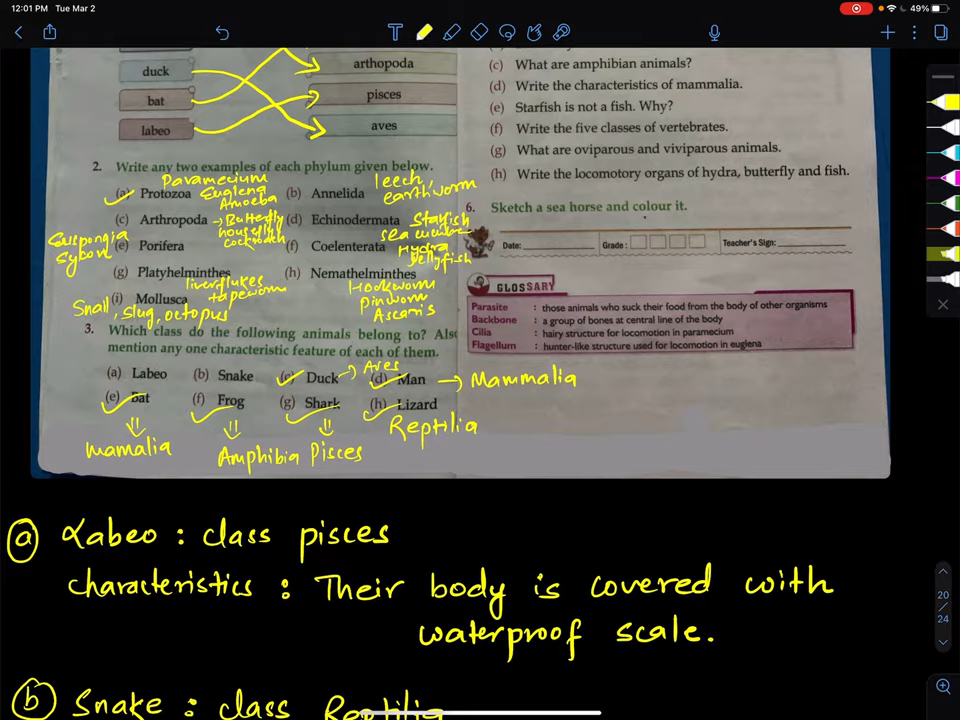 12:01 PM Tue Mar 2
49%
duck
bat
labeo
arthopoda
pisces
aves
2. Write any two examples of each phylum given below.
Paramecium
(a) Protozoa Euglena Amoeba
(b) Annelida leech, earthworm
(c) Arthropoda → Butterfly housefly cockroach
(d) Echinodermata Starfish
Euspongia Sycon (e) Porifera
(f) Coelenterata Hydra Jellyfish
(g) Platyhelminthes liverflukes tapeworm
(h) Nemathelminthes Hookworm Pinworm Ascaris
(i) Mollusca
Snail, Slug, octopus
3. Which class do the following animals belong to? Als
mention any one characteristic feature of each of them.
(a) Labeo (b) Snake (c) Duck → Aves (d) Man → Mammalia
(e) Bat (f) Frog (g) Shark (h) Lizard
mamalia Amphibia Pisces Reptilia
(c) What are amphibian animals?
(d) Write the characteristics of mammalia.
(e) Starfish is not a fish. Why?
(f) Write the five classes of vertebrates.
(g) What are oviparous and viviparous animals.
(h) Write the locomotory organs of hydra, butterfly and fish.
6. Sketch a sea horse and colour it.
Date: Grade: Teacher's Sign:
GLOSSARY
Parasite : those animals who suck their food from the body of other organisms
Backbone : a group of bones at central line of the body
Cilia : hairy structure for locomotion in paramecium
Flagellum : hunter-like structure used for locomotion in euglena
(a) Labeo : class pisces
characteristics : Their body is covered with
waterproof scale.
(b) Snake : class Reptilia
20
/
24